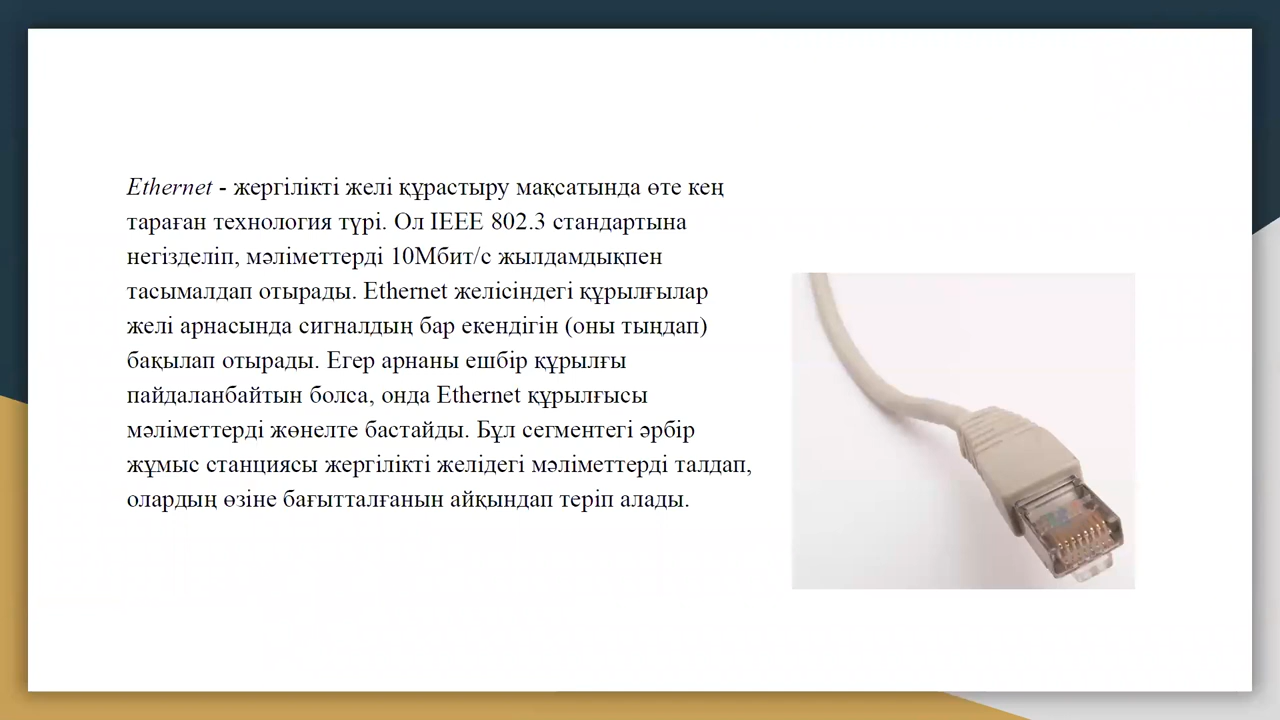 Ethernet - жергілікті желі құрастыру мақсатында өте кең
тараған технология түрі. Ол IEEE 802.3 стандартына
негізделіп, мәліметтерді 10Мбит/с жылдамдықпен
тасымалдап отырады. Ethernet желісіндегі құрылғылар
желі арнасында сигналдың бар екендігін (оны тыңдап)
бақылап отырады. Егер арнаны ешбір құрылғы
пайдаланбайтын болса, онда Ethernet құрылғысы
мәліметтерді жөнелте бастайды. Бұл сегментегі әрбір
жұмыс станциясы жергілікті желідегі мәліметтерді талдап,
олардың өзіне бағытталғанын айқындап теріп алады.